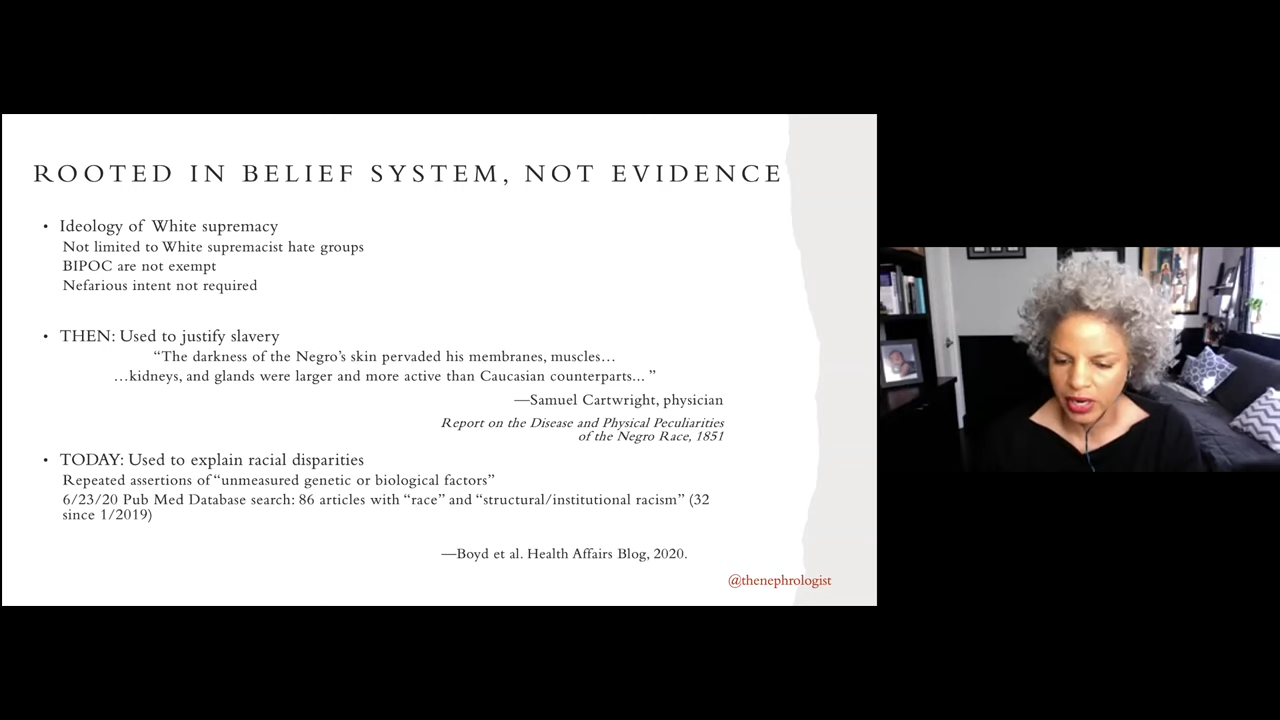 ROOTED IN BELIEF SYSTEM, NOT EVIDENCE
• Ideology of White supremacy
Not limited to White supremacist hate groups
BIPOC are not exempt
Nefarious intent not required
• THEN: Used to justify slavery
“The darkness of the Negro’s skin pervaded his membranes, muscles…
…kidneys, and glands were larger and more active than Caucasian counterparts... ”
—Samuel Cartwright, physician
Report on the Disease and Physical Peculiarities
of the Negro Race, 1851
• TODAY: Used to explain racial disparities
Repeated assertions of “unmeasured genetic or biological factors”
6/23/20 Pub Med Database search: 86 articles with “race” and “structural/institutional racism” (32
since 1/2019)
—Boyd et al. Health Affairs Blog, 2020.
@thenephrologist